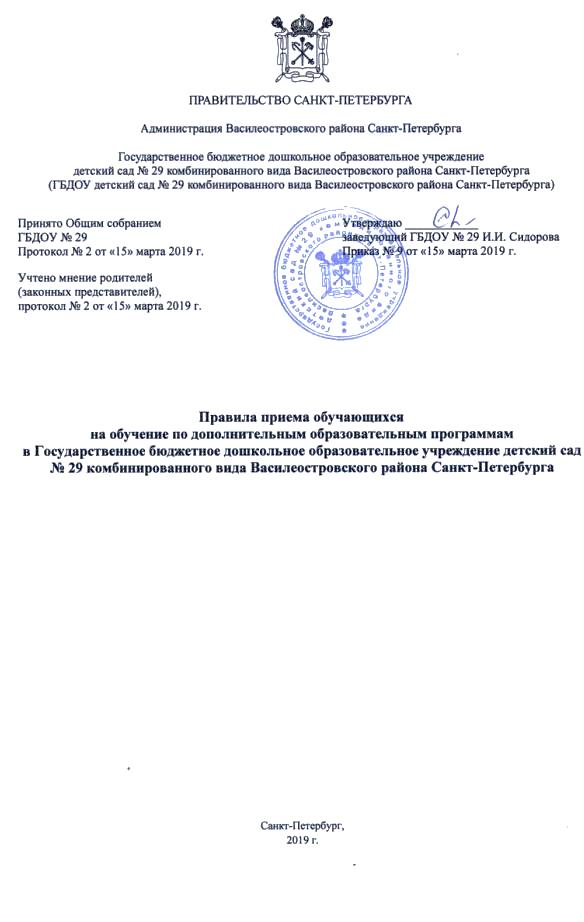 ПРАВИТЕЛЬСТВО САНКТ-ПЕТЕРБУРГА
Администрация Василеостровского района Санкт-Петербурга
Государственное бюджетное дошкольное образовательное учреждение
детский сад № 29 комбинированного вида Василеостровского района Санкт-Петербурга
(ГБДОУ детский сад № 29 комбинированного вида Василеостровского района Санкт-Петербурга)
Принято Общим собранием
ГБДОУ № 29
Протокол № 2 от «15» марта 2019 г.
Учтено мнение родителей
(законных представителей),
протокол № 2 от «15» марта 2019 г.
Утверждаю
заведующий ГБДОУ № 29 И.И. Сидорова
Приказ № 9 от «15» марта 2019 г.
Правила приема обучающихся
на обучение по дополнительным образовательным программам
в Государственное бюджетное дошкольное образовательное учреждение детский сад
№ 29 комбинированного вида Василеостровского района Санкт-Петербурга
Санкт-Петербург,
2019 г.